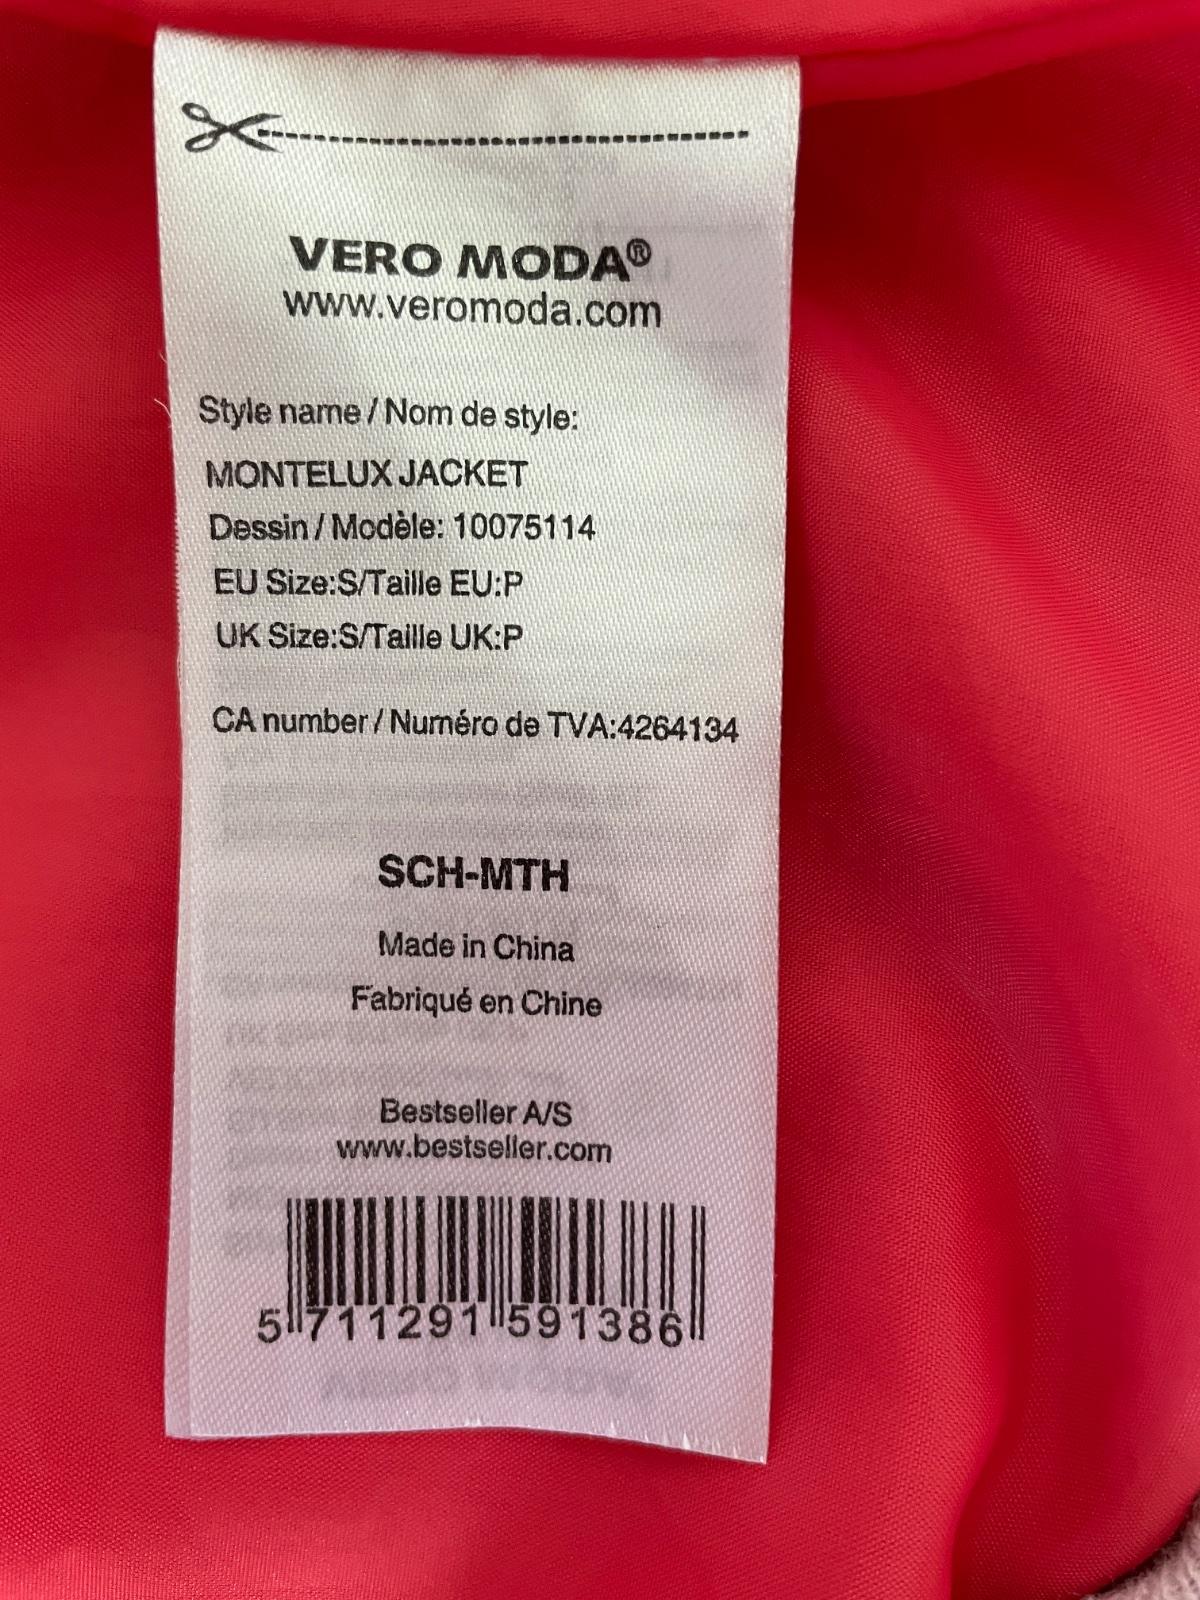 VERO MODA®
www.veromoda.com
Style name / Nom de style:
MONTELUX JACKET
Dessin / Modèle: 10075114
EU Size:S/Taille EU:P
UK Size:S/Taille UK:P
CA number / Numéro de TVA:4264134
SCH-MTH
Made in China
Fabriqué en Chine
Bestseller A/S
www.bestseller.com
5 711291 591386